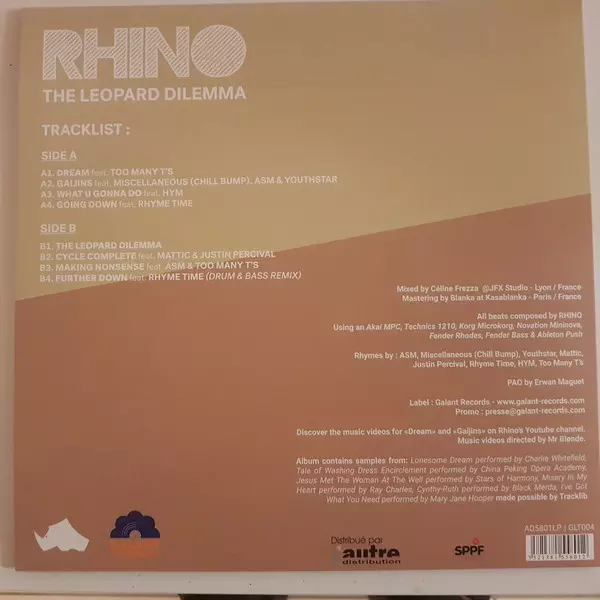 RHINO
THE LEOPARD DILEMMA
TRACKLIST :
SIDE A
A1. DREAM feat. TOO MANY T'S
A2. GAIJINS feat. MISCELLANEOUS (CHILL BUMP), ASM & YOUTHSTAR
A3. WHAT U GONNA DO feat. HYM
A4. GOING DOWN feat. RHYME TIME
SIDE B
B1. THE LEOPARD DILEMMA
B2. CYCLE COMPLETE feat. MATTIC & JUSTIN PERCIVAL
B3. MAKING NONSENSE feat. ASM & TOO MANY T'S
B4. FURTHER DOWN feat. RHYME TIME (DRUM & BASS REMIX)
Mixed by Céline Frezza @JFX Studio - Lyon / France
Mastering by Blanka at Kasablanka - Paris / France
All beats composed by RHINO
Using an Akai MPC, Technics 1210, Korg Microkorg, Novation Mininova,
Fender Rhodes, Fender Bass & Ableton Push
Rhymes by : ASM, Miscellaneous (Chill Bump), Youthstar, Mattic,
Justin Percival, Rhyme Time, HYM, Too Many T's
PAO by Erwan Maguet
Label : Galant Records - www.galant-records.com
Promo : presse@galant-records.com
Discover the music videos for «Dream» and «Gaijins» on Rhino's Youtube channel.
Music videos directed by Mr Blønde.
Album contains samples from: Lonesome Dream performed by Charlie Whitefield,
Tale of Washing Dress Encirclement performed by China Peking Opera Academy,
Jesus Met The Woman At The Well performed by Stars of Harmony, Misery In My
Heart performed by Ray Charles, Cynthy-Ruth performed by Black Merda, I've Got
What You Need performed by Mary Jane Hooper made possible by Tracklib
AD5801LP | GLT004
Distribué par
l'autre
distribution
SPPF